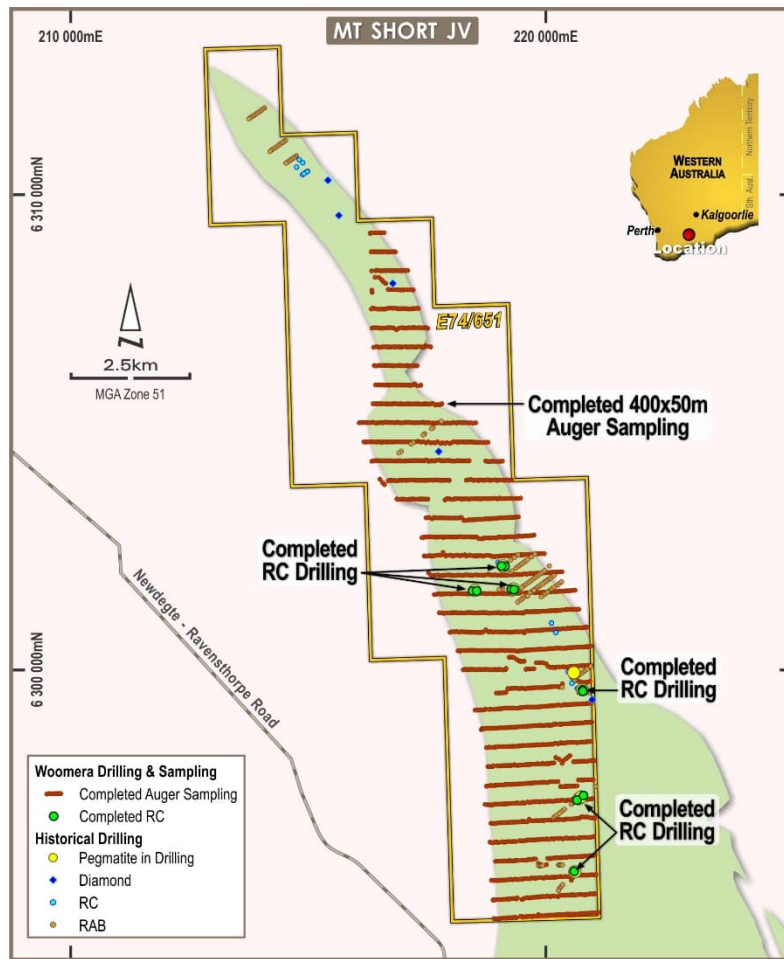 MT SHORT JV
210 000mE
220 000mE
6 310 000mN
6 300 000mN
WESTERN
AUSTRALIA
Northern Territory
Sth. Aust.
Kalgoorlie
Perth
Location
E74/651
N
2.5km
MGA Zone 51
Completed 400x50m
Auger Sampling
Completed
RC Drilling
Completed
RC Drilling
Completed
RC Drilling
Newdegte - Ravensthorpe Road
Woomera Drilling & Sampling
Completed Auger Sampling
Completed RC
Historical Drilling
Pegmatite in Drilling
Diamond
RC
RAB